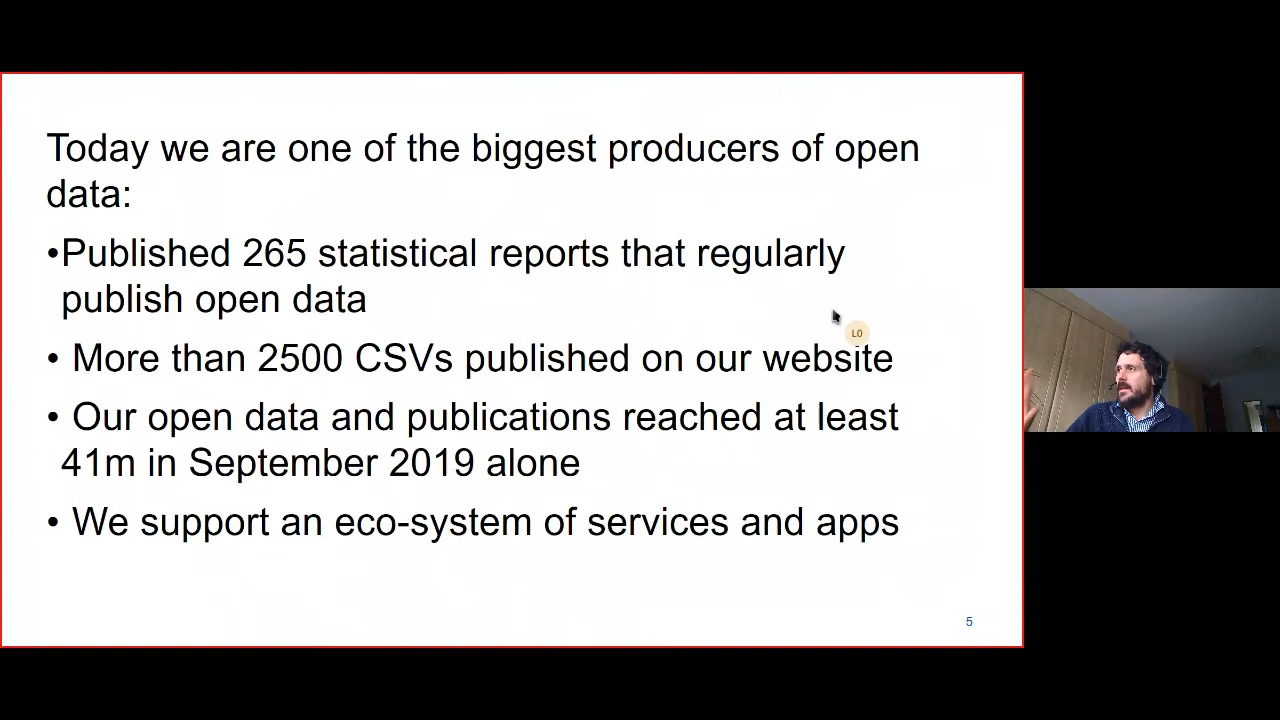 Today we are one of the biggest producers of open
data:
•Published 265 statistical reports that regularly
publish open data
• More than 2500 CSVs published on our website
• Our open data and publications reached at least
41m in September 2019 alone
• We support an eco-system of services and apps
LO
5